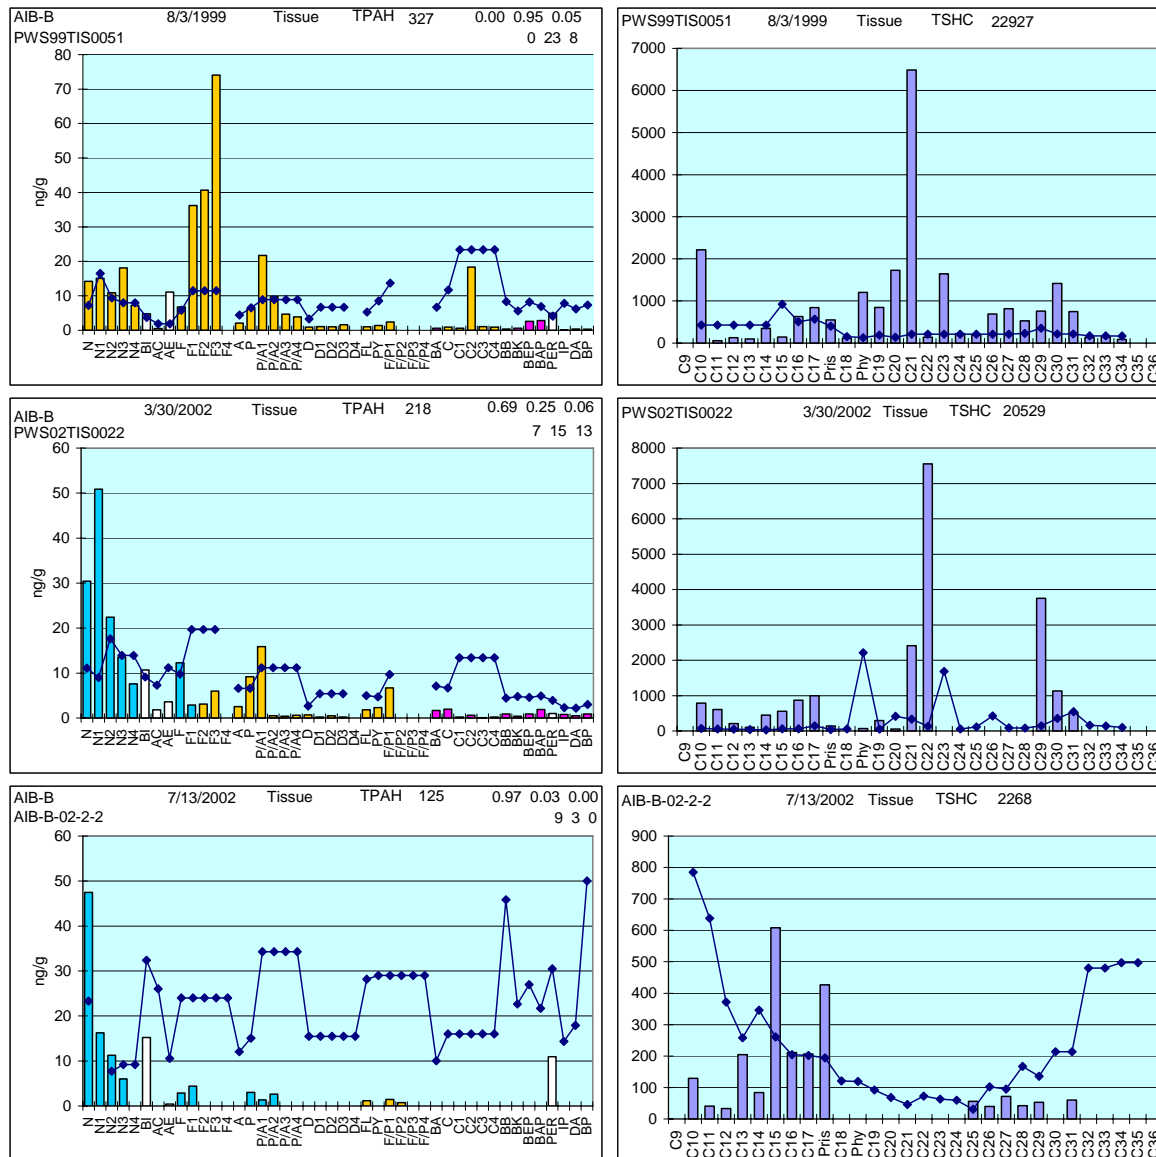 AIB-B 8/3/1999 Tissue TPAH 327 0.00 0.95 0.05
PWS99TIS0051 0 23 8
80
70
60
50
40
30
20
10
0
ng/g
N N1 N2 N3 N4 BI AC AE F F1 F2 F3 F4 A P P/A1 P/A2 P/A3 P/A4 D D1 D2 D3 D4 FL PY F/P1 F/P2 F/P3 F/P4 BA C C1 C2 C3 C4 BB BK BEP BAP PER IP DA BP
PWS99TIS0051 8/3/1999 Tissue TSHC 22927
7000
6000
5000
4000
3000
2000
1000
0
C9 C10 C11 C12 C13 C14 C15 C16 C17 Pris C18 Phy C19 C20 C21 C22 C23 C24 C25 C26 C27 C28 C29 C30 C31 C32 C33 C34 C35 C36
AIB-B 3/30/2002 Tissue TPAH 218 0.69 0.25 0.06
PWS02TIS0022 7 15 13
60
50
40
30
20
10
0
ng/g
N N1 N2 N3 N4 BI AC AE F F1 F2 F3 F4 A P P/A1 P/A2 P/A3 P/A4 D D1 D2 D3 D4 FL PY F/P1 F/P2 F/P3 F/P4 BA C C1 C2 C3 C4 BB BK BEP BAP PER IP DA BP
PWS02TIS0022 3/30/2002 Tissue TSHC 20529
8000
7000
6000
5000
4000
3000
2000
1000
0
C9 C10 C11 C12 C13 C14 C15 C16 C17 Pris C18 Phy C19 C20 C21 C22 C23 C24 C25 C26 C27 C28 C29 C30 C31 C32 C33 C34 C35 C36
AIB-B 7/13/2002 Tissue TPAH 125 0.97 0.03 0.00
AIB-B-02-2-2 9 3 0
60
50
40
30
20
10
0
ng/g
N N1 N2 N3 N4 BI AC AE F F1 F2 F3 F4 A P P/A1 P/A2 P/A3 P/A4 D D1 D2 D3 D4 FL PY F/P1 F/P2 F/P3 F/P4 BA C C1 C2 C3 C4 BB BK BEP BAP PER IP DA BP
AIB-B-02-2-2 7/13/2002 Tissue TSHC 2268
900
800
700
600
500
400
300
200
100
0
C9 C10 C11 C12 C13 C14 C15 C16 C17 Pris C18 Phy C19 C20 C21 C22 C23 C24 C25 C26 C27 C28 C29 C30 C31 C32 C33 C34 C35 C36